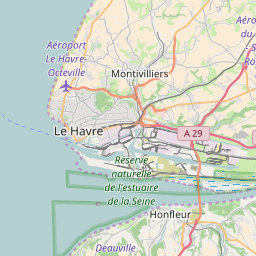 Aéroport
Le Havre-
Octeville
Aé
du
-
Ro
Montivilliers
Le Havre
A 29
Réserve
naturelle
de l'estuaire
de la Seine
Honfleur
Deauville